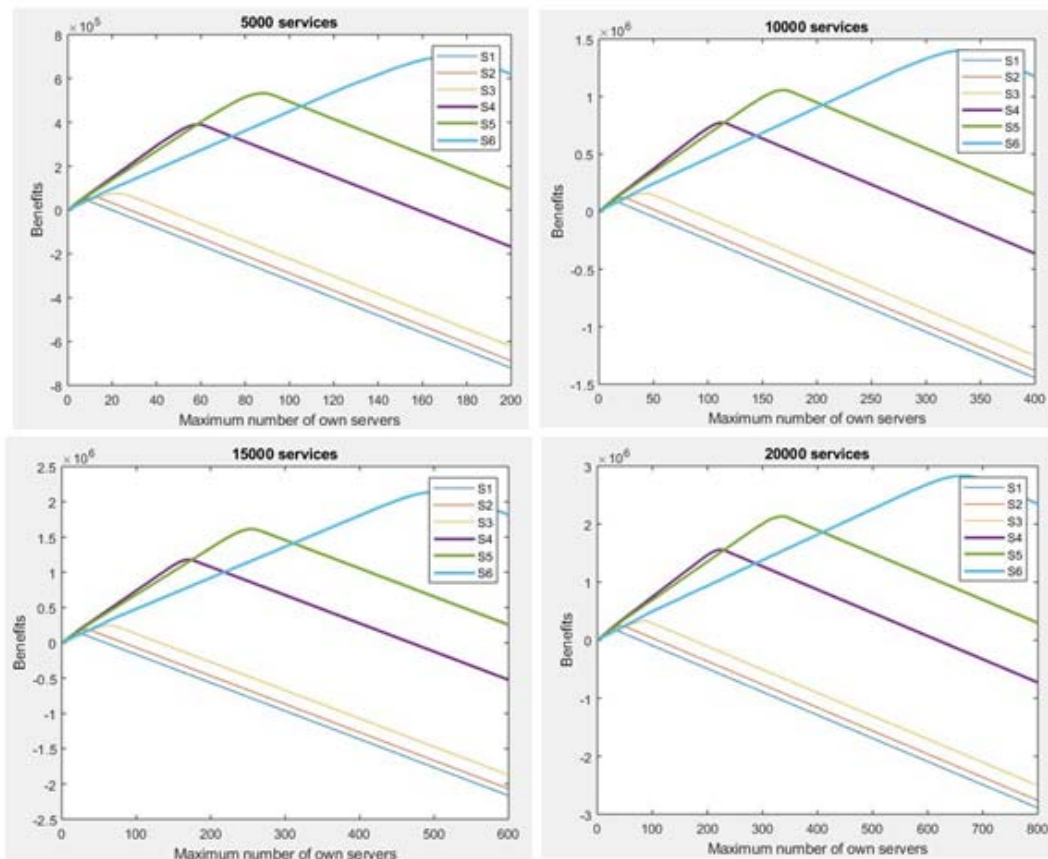 5000 services
×10^5
8
6
4
2
0
-2
-4
-6
-8
Benefits
0 20 40 60 80 100 120 140 160 180 200
Maximum number of own servers
S1
S2
S3
S4
S5
S6
10000 services
×10^6
1.5
1
0.5
0
-0.5
-1
-1.5
Benefits
0 50 100 150 200 250 300 350 400
Maximum number of own servers
S1
S2
S3
S4
S5
S6
15000 services
×10^6
2.5
2
1.5
1
0.5
0
-0.5
-1
-1.5
-2
-2.5
Benefits
0 100 200 300 400 500 600
Maximum number of own servers
S1
S2
S3
S4
S5
S6
20000 services
×10^6
3
2
1
0
-1
-2
-3
Benefits
0 100 200 300 400 500 600 700 800
Maximum number of own servers
S1
S2
S3
S4
S5
S6